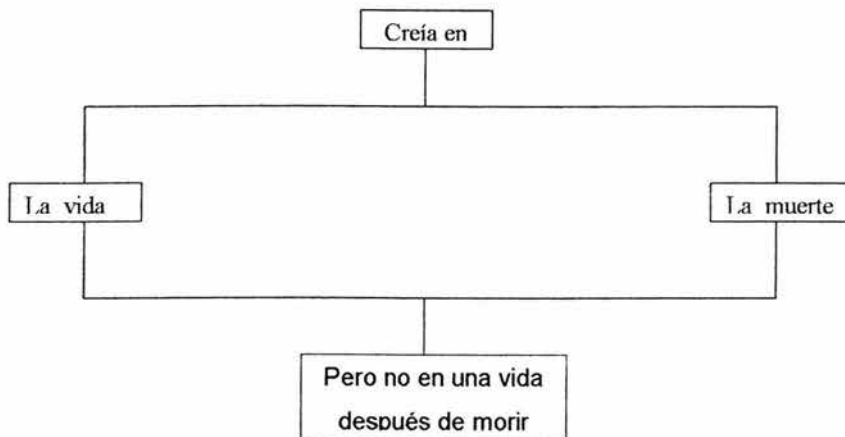 Creía en
La vida
La muerte
Pero no en una vida
después de morir